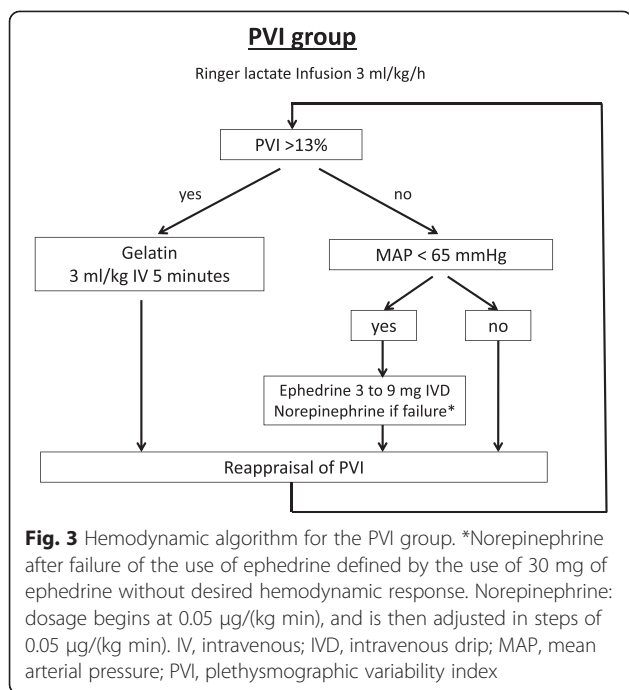 PVI group
Ringer lactate Infusion 3 ml/kg/h
PVI >13%
yes
no
Gelatin
3 ml/kg IV 5 minutes
MAP < 65 mmHg
yes
no
Ephedrine 3 to 9 mg IVD
Norepinephrine if failure*
Reappraisal of PVI
Fig. 3 Hemodynamic algorithm for the PVI group. *Norepinephrine
after failure of the use of ephedrine defined by the use of 30 mg of
ephedrine without desired hemodynamic response. Norepinephrine:
dosage begins at 0.05 μg/(kg min), and is then adjusted in steps of
0.05 μg/(kg min). IV, intravenous; IVD, intravenous drip; MAP, mean
arterial pressure; PVI, plethysmographic variability index